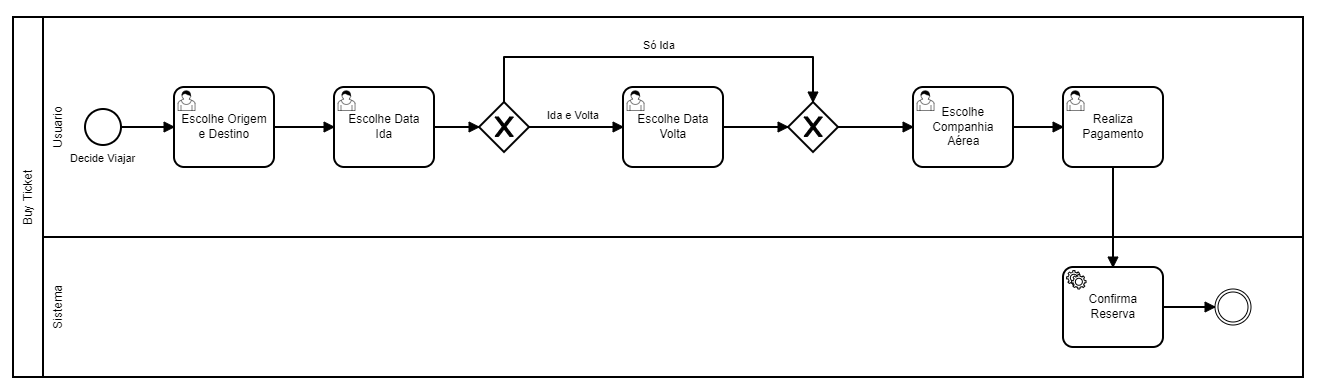 Buy Ticket
Usuario
Decide Viajar
Escolhe Origem
e Destino
Escolhe Data
Ida
Só Ida
Ida e Volta
Escolhe Data
Volta
Escolhe
Companhia
Aérea
Realiza
Pagamento
Sistema
Confirma
Reserva